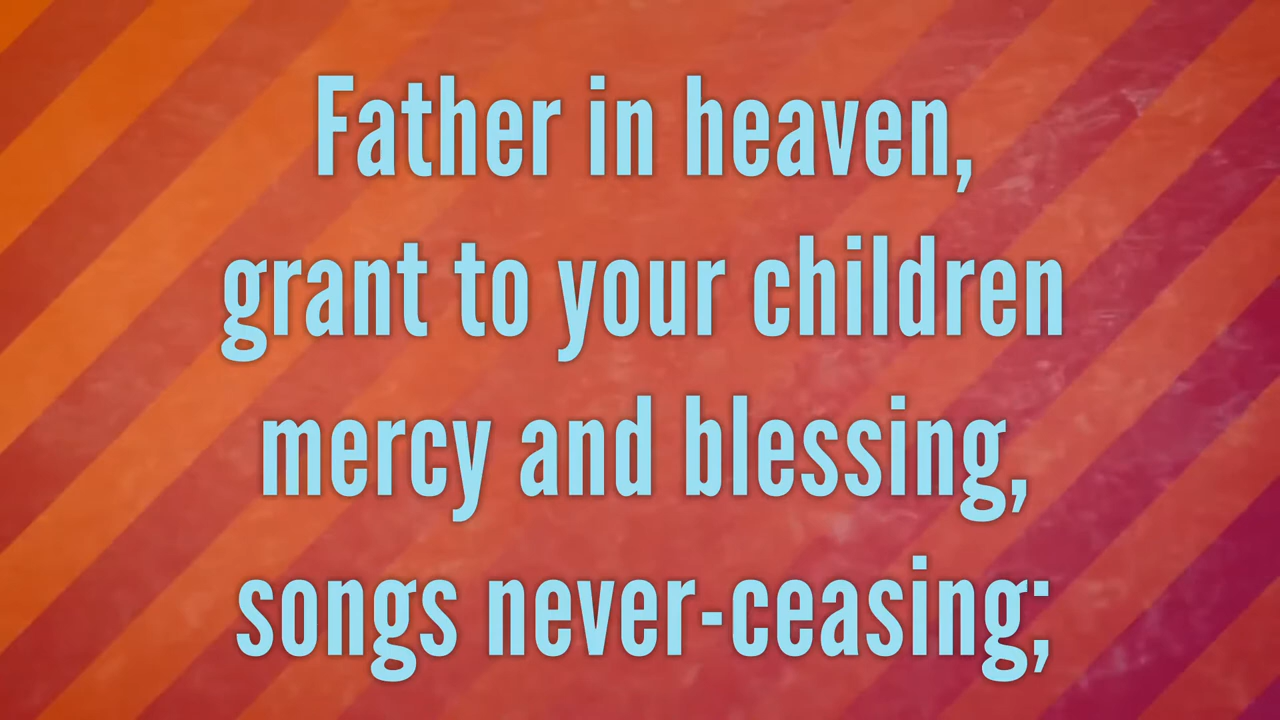 Father in heaven,
grant to your children
mercy and blessing,
songs never-ceasing;